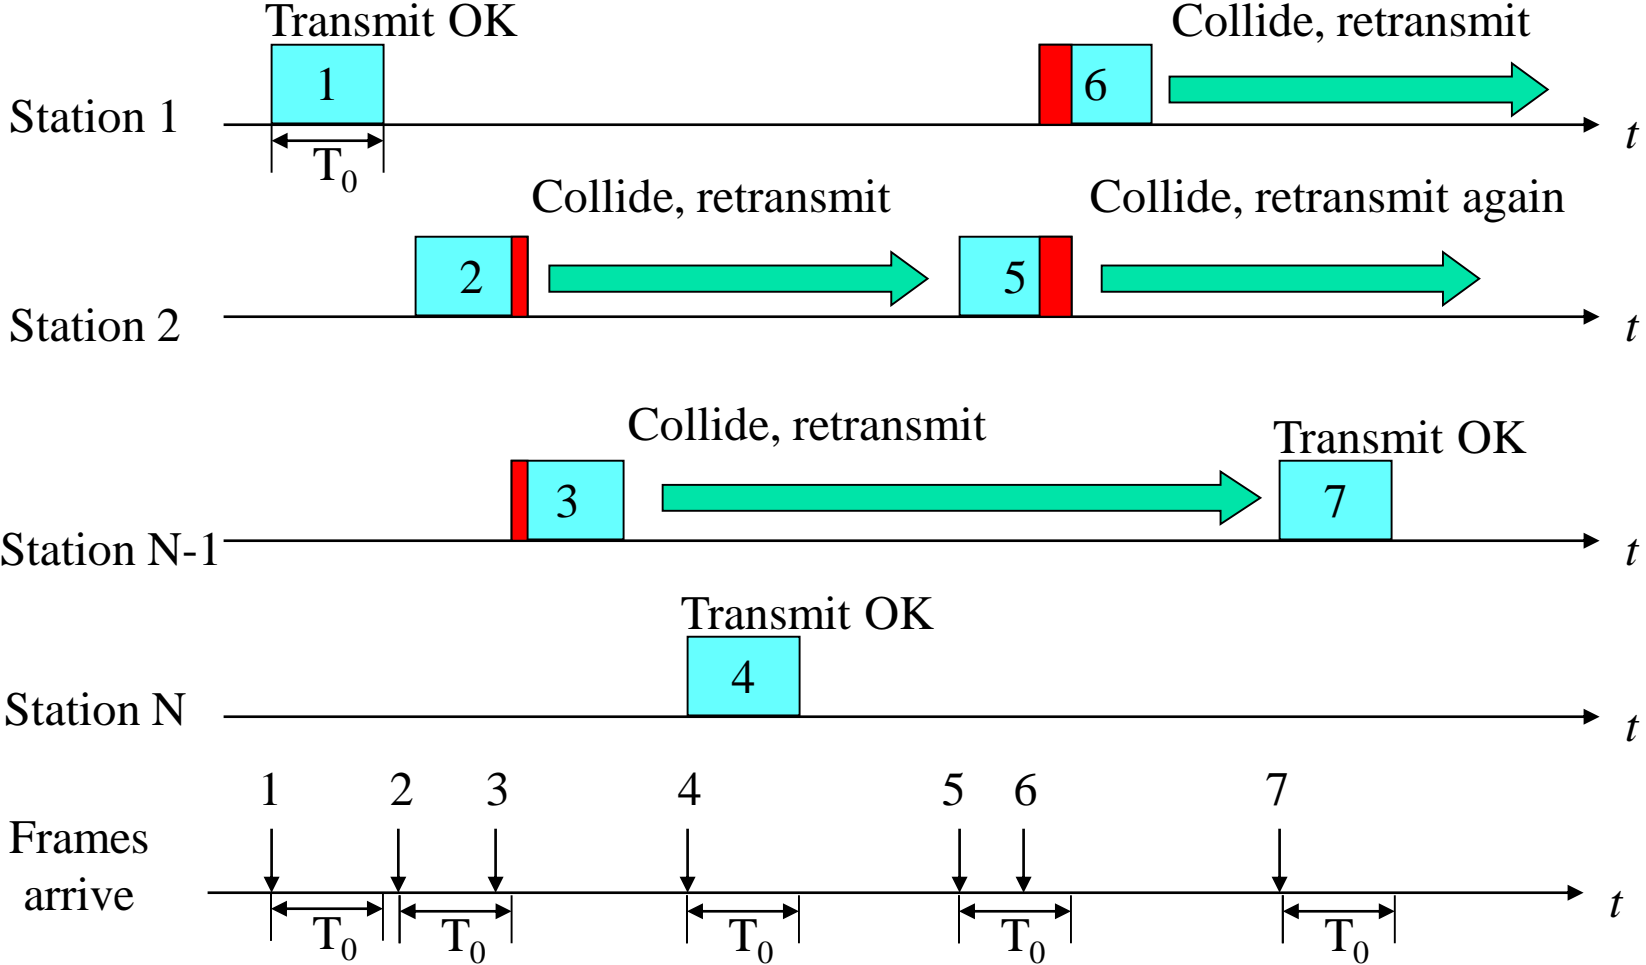 Transmit OK
Collide, retransmit
1
6
Station 1
t
T0
Collide, retransmit
Collide, retransmit again
2
5
Station 2
t
Collide, retransmit
Transmit OK
3
7
Station N-1
t
Transmit OK
4
Station N
t
1 2 3 4 5 6 7
Frames
arrive
t
T0 T0 T0 T0 T0